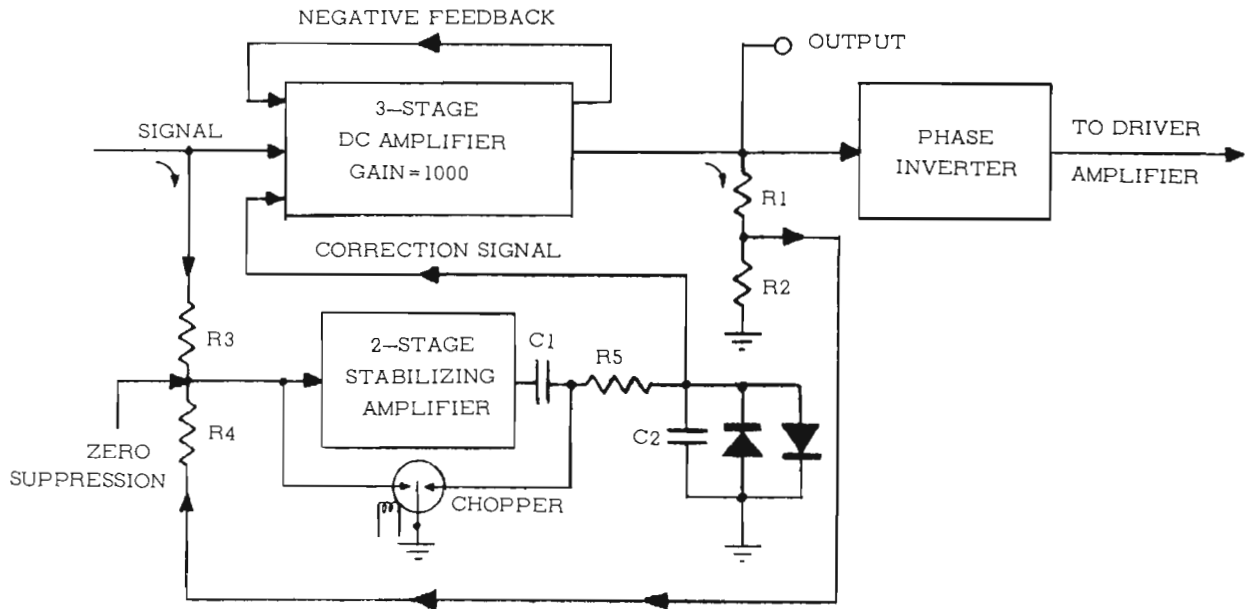 NEGATIVE FEEDBACK
OUTPUT
SIGNAL
3-STAGE
DC AMPLIFIER
GAIN=1000
PHASE
INVERTER
TO DRIVER
AMPLIFIER
R1
CORRECTION SIGNAL
R2
R3
2-STAGE
STABILIZING
AMPLIFIER
C1
R5
R4
C2
ZERO
SUPPRESSION
CHOPPER